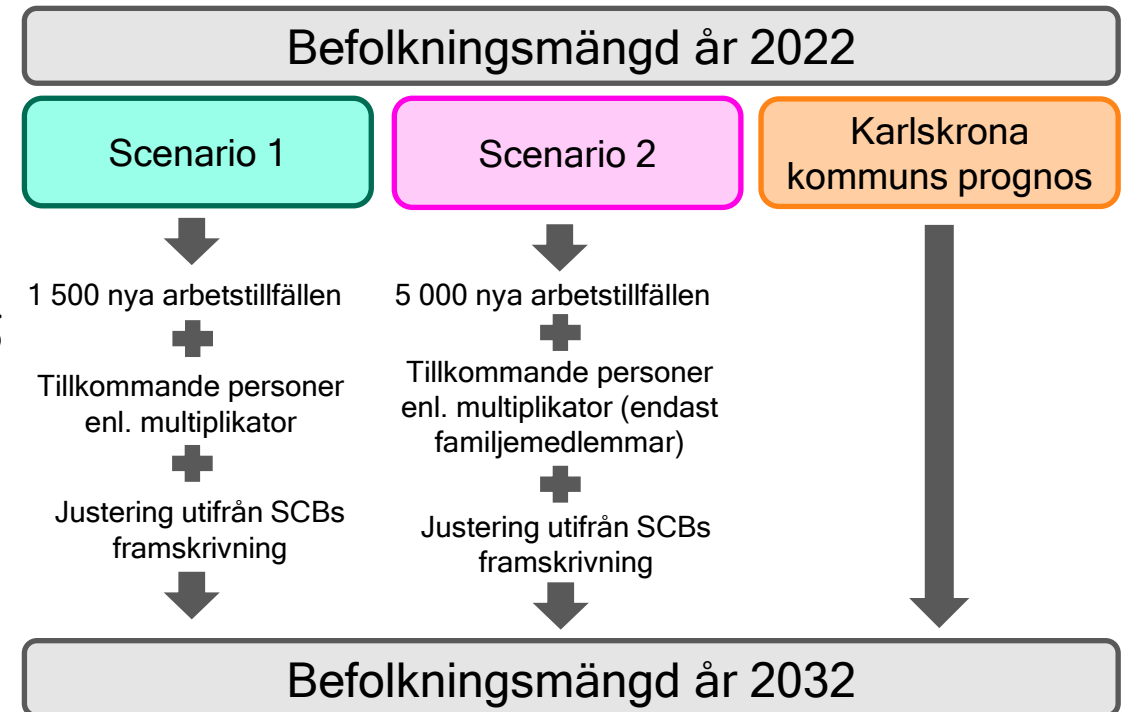 Befolkningsmängd år 2022
Scenario 1
Scenario 2
Karlskrona
kommuns prognos
1 500 nya arbetstillfällen
Tillkommande personer
enl. multiplikator
Justering utifrån SCBs
framskrivning
5 000 nya arbetstillfällen
Tillkommande personer
enl. multiplikator (endast
familjemedlemmar)
Justering utifrån SCBs
framskrivning
Befolkningsmängd år 2032